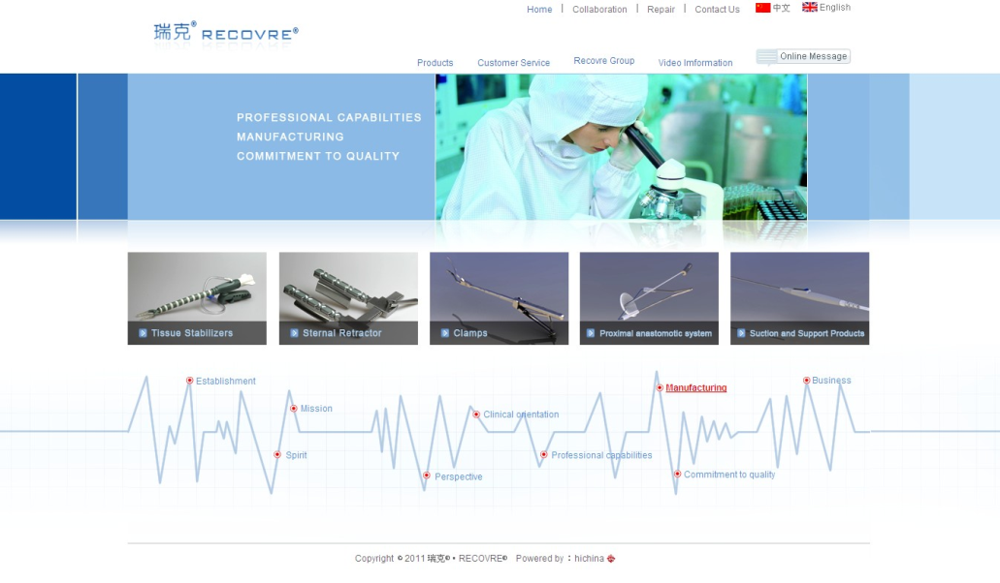 Home | Collaboration | Repair | Contact Us 中文 English
瑞克® RECOVRE®
Products Customer Service Recovre Group Video Imformation Online Message
PROFESSIONAL CAPABILITIES
MANUFACTURING
COMMITMENT TO QUALITY
Tissue Stabilizers Sternal Retractor Clamps Proximal anastomotic system Suction and Support Products
Establishment
Mission
Spirit
Perspective
Clinical orientation
Professional capabilities
Manufacturing
Commitment to quality
Business
Copyright © 2011 瑞克® • RECOVRE® Powered by : hichina